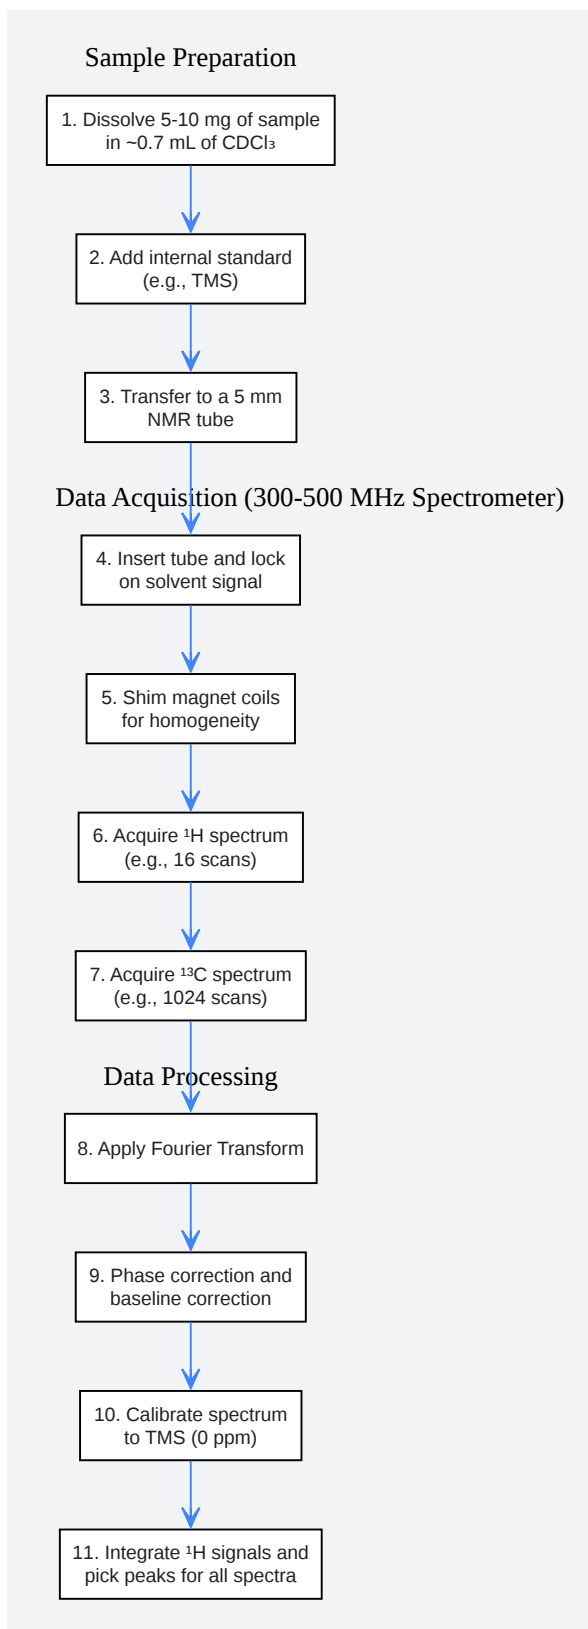 Sample Preparation
1. Dissolve 5-10 mg of sample
in ~0.7 mL of CDCl₃
2. Add internal standard
(e.g., TMS)
3. Transfer to a 5 mm
NMR tube
Data Acquisition (300-500 MHz Spectrometer)
4. Insert tube and lock
on solvent signal
5. Shim magnet coils
for homogeneity
6. Acquire ¹H spectrum
(e.g., 16 scans)
7. Acquire ¹³C spectrum
(e.g., 1024 scans)
Data Processing
8. Apply Fourier Transform
9. Phase correction and
baseline correction
10. Calibrate spectrum
to TMS (0 ppm)
11. Integrate ¹H signals and
pick peaks for all spectra